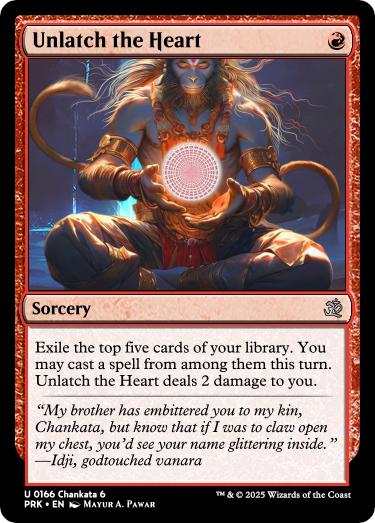 Unlatch the Heart
Sorcery
Exile the top five cards of your library. You
may cast a spell from among them this turn.
Unlatch the Heart deals 2 damage to you.
“My brother has embittered you to my kin,
Chankata, but know that if I was to claw open
my chest, you’d see your name glittering inside.”
—Idji, godtouched vanara
U 0166 Chankata 6
PRK • EN Mayur A. Pawar
™ & © 2025 Wizards of the Coast